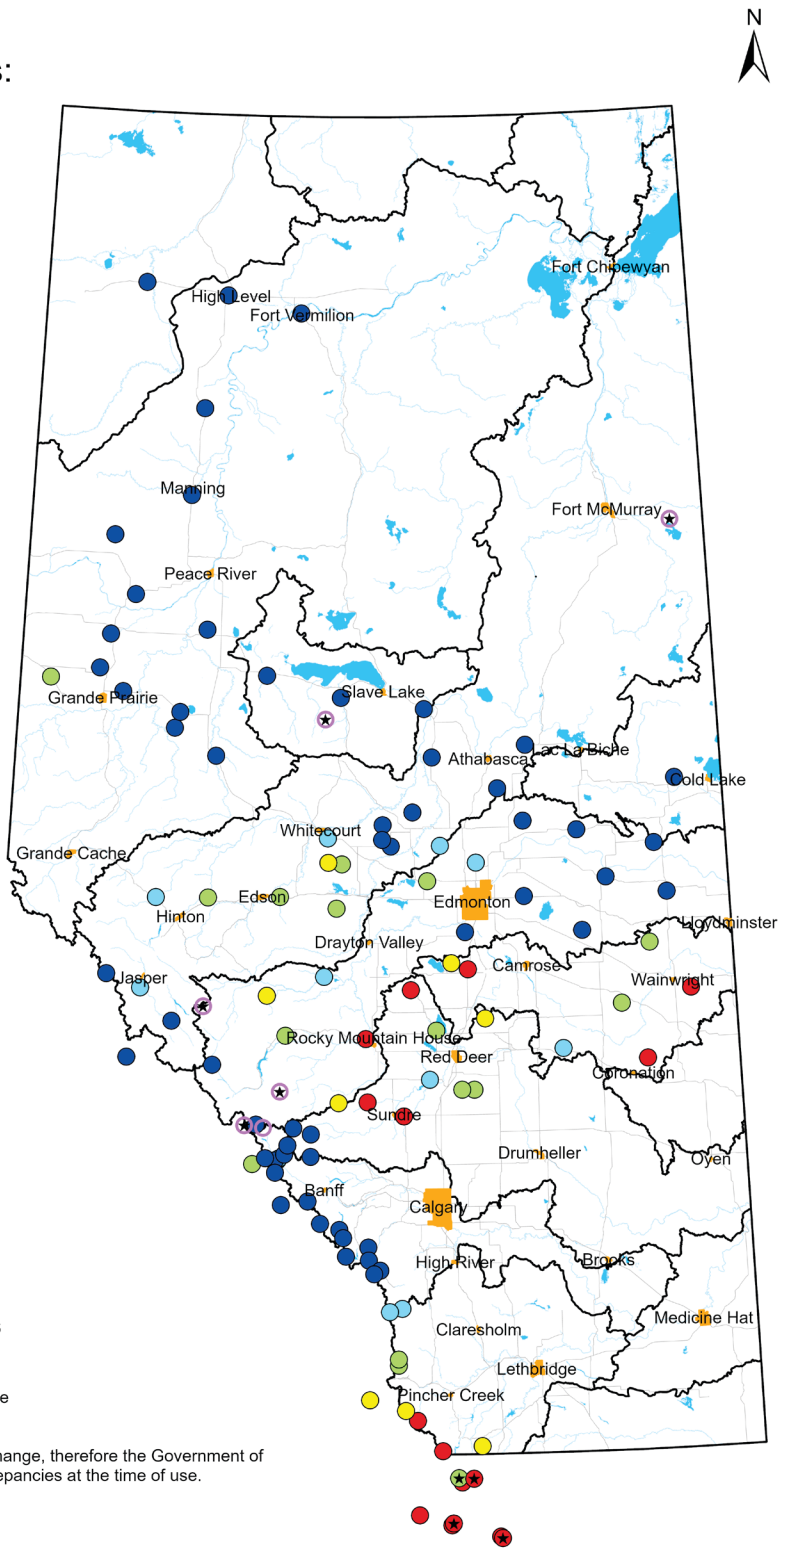 N
s:
Fort Chipewyan
High Level
Fort Vermilion
Manning
Fort McMurray
Peace River
Slave Lake
Grande Prairie
Lac La Biche
Athabasca
Cold Lake
Whitecourt
Grande Cache
Edson
Edmonton
Hinton
Lloydminster
Drayton Valley
Camrose
Jasper
Wainwright
Rocky Mountain House
Red Deer
Coronation
Sundre
Drumheller
Oyen
Banff
Calgary
High River
Brooks
Medicine Hat
Claresholm
Lethbridge
Pincher Creek
e
hange, therefore the Government of
epancies at the time of use.